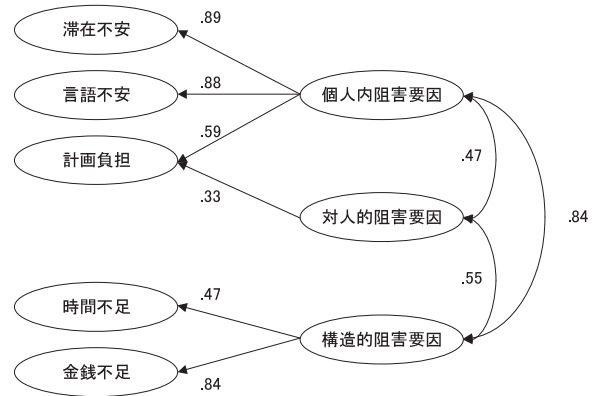 滞在不安
.89
言語不安
.88
個人内阻害要因
.59
計画負担
.47
.33
対人的阻害要因
.84
.55
時間不足
.47
構造的阻害要因
金銭不足
.84